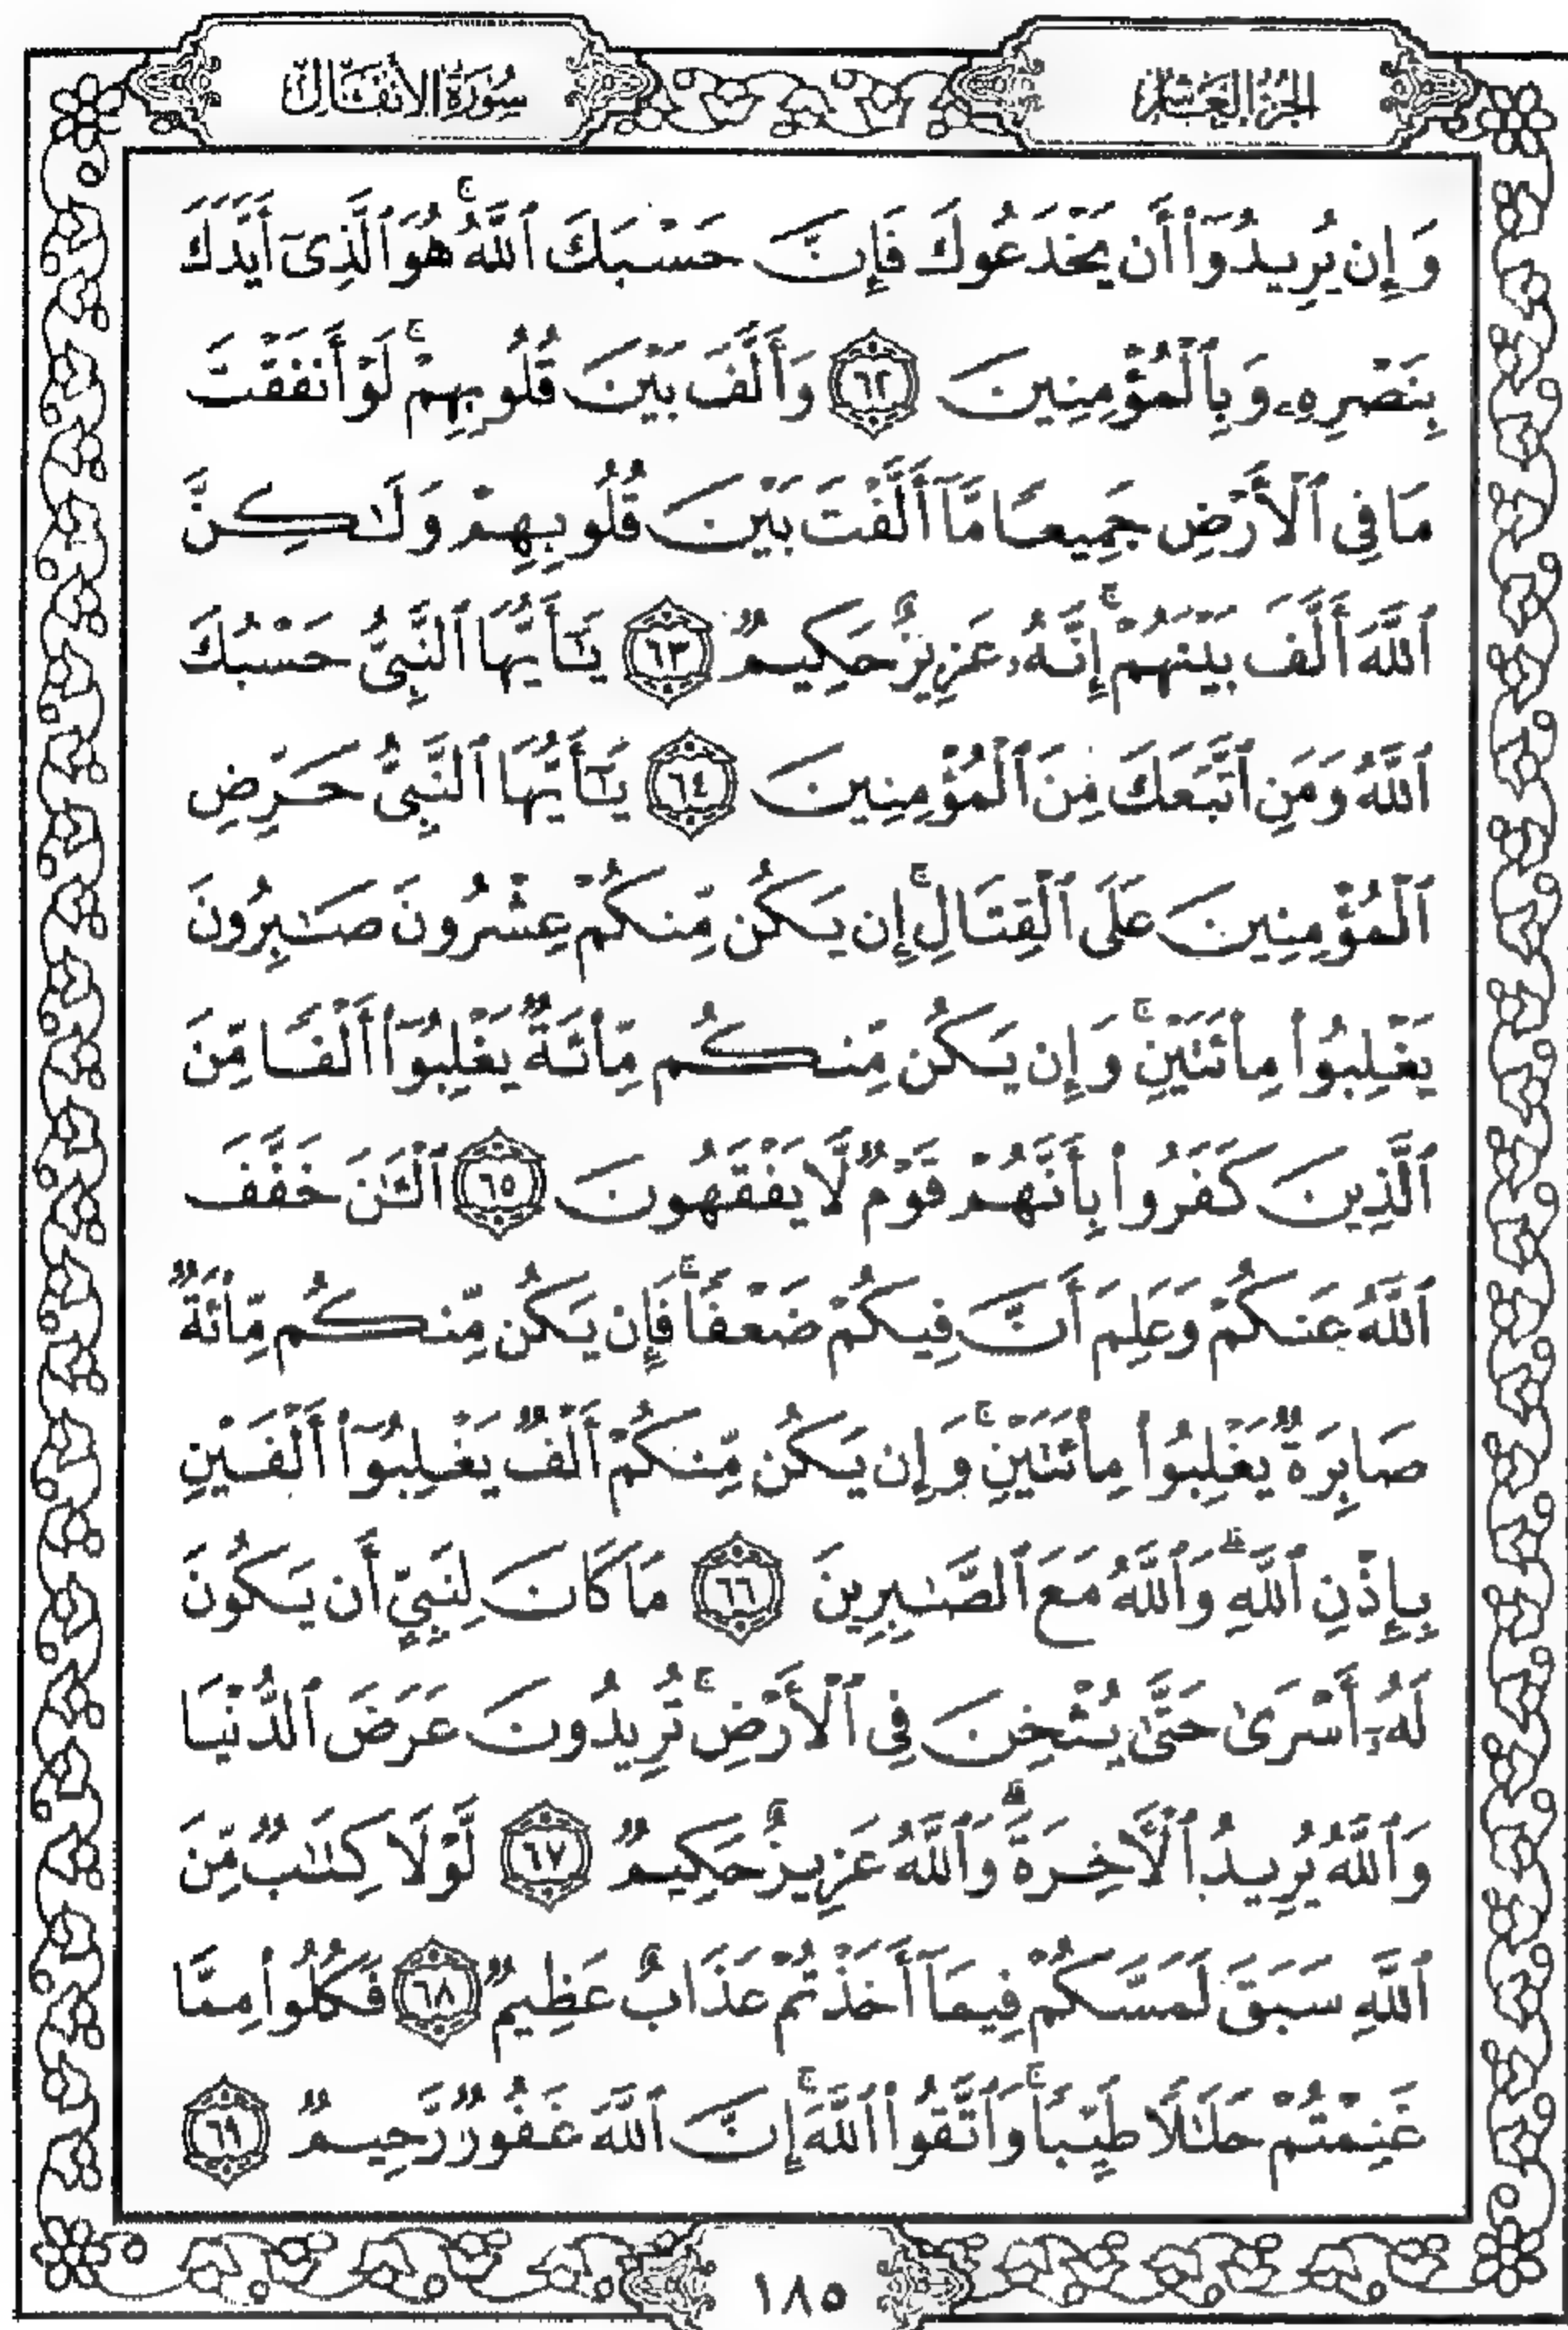 الجزء العاشر
سورة الأنفال
وَإِن يُرِيدُوٓا۟ أَن يَخْدَعُوكَ فَإِنَّ حَسْبَكَ ٱللَّهُ ۚ هُوَ ٱلَّذِىٓ أَيَّدَكَ
بِنَصْرِهِۦ وَبِٱلْمُؤْمِنِينَ ٦٢ وَأَلَّفَ بَيْنَ قُلُوبِهِمْ ۚ لَوْ أَنفَقْتَ
مَا فِى ٱلْأَرْضِ جَمِيعًا مَّآ أَلَّفْتَ بَيْنَ قُلُوبِهِمْ وَلَٰكِنَّ
ٱللَّهَ أَلَّفَ بَيْنَهُمْ ۚ إِنَّهُۥ عَزِيزٌ حَكِيمٌ ٦٣ يَٰٓأَيُّهَا ٱلنَّبِىُّ حَسْبُكَ
ٱللَّهُ وَمَنِ ٱتَّبَعَكَ مِنَ ٱلْمُؤْمِنِينَ ٦٤ يَٰٓأَيُّهَا ٱلنَّبِىُّ حَرِّضِ
ٱلْمُؤْمِنِينَ عَلَى ٱلْقِتَالِ ۚ إِن يَكُن مِّنكُمْ عِشْرُونَ صَٰبِرُونَ
يَغْلِبُوا۟ مِا۟ئَتَيْنِ ۚ وَإِن يَكُن مِّنكُم مِّا۟ئَةٌ يَغْلِبُوٓا۟ أَلْفًا مِّنَ
ٱلَّذِينَ كَفَرُوا۟ بِأَنَّهُمْ قَوْمٌ لَّا يَفْقَهُونَ ٦٥ ٱلْـَٰٔنَ خَفَّفَ
ٱللَّهُ عَنكُمْ وَعَلِمَ أَنَّ فِيكُمْ ضَعْفًا ۚ فَإِن يَكُن مِّنكُم مِّا۟ئَةٌ
صَابِرَةٌ يَغْلِبُوا۟ مِا۟ئَتَيْنِ ۚ وَإِن يَكُن مِّنكُمْ أَلْفٌ يَغْلِبُوٓا۟ أَلْفَيْنِ
بِإِذْنِ ٱللَّهِ ۗ وَٱللَّهُ مَعَ ٱلصَّٰبِرِينَ ٦٦ مَا كَانَ لِنَبِىٍّ أَن يَكُونَ
لَهُۥٓ أَسْرَىٰ حَتَّىٰ يُثْخِنَ فِى ٱلْأَرْضِ ۚ تُرِيدُونَ عَرَضَ ٱلدُّنْيَا
وَٱللَّهُ يُرِيدُ ٱلْءَاخِرَةَ ۗ وَٱللَّهُ عَزِيزٌ حَكِيمٌ ٦٧ لَّوْلَا كِتَٰبٌ مِّنَ
ٱللَّهِ سَبَقَ لَمَسَّكُمْ فِيمَآ أَخَذْتُمْ عَذَابٌ عَظِيمٌ ٦٨ فَكُلُوا۟ مِمَّا
غَنِمْتُمْ حَلَٰلًا طَيِّبًا ۚ وَٱتَّقُوا۟ ٱللَّهَ ۚ إِنَّ ٱللَّهَ غَفُورٌ رَّحِيمٌ ٦٩
١٨٥